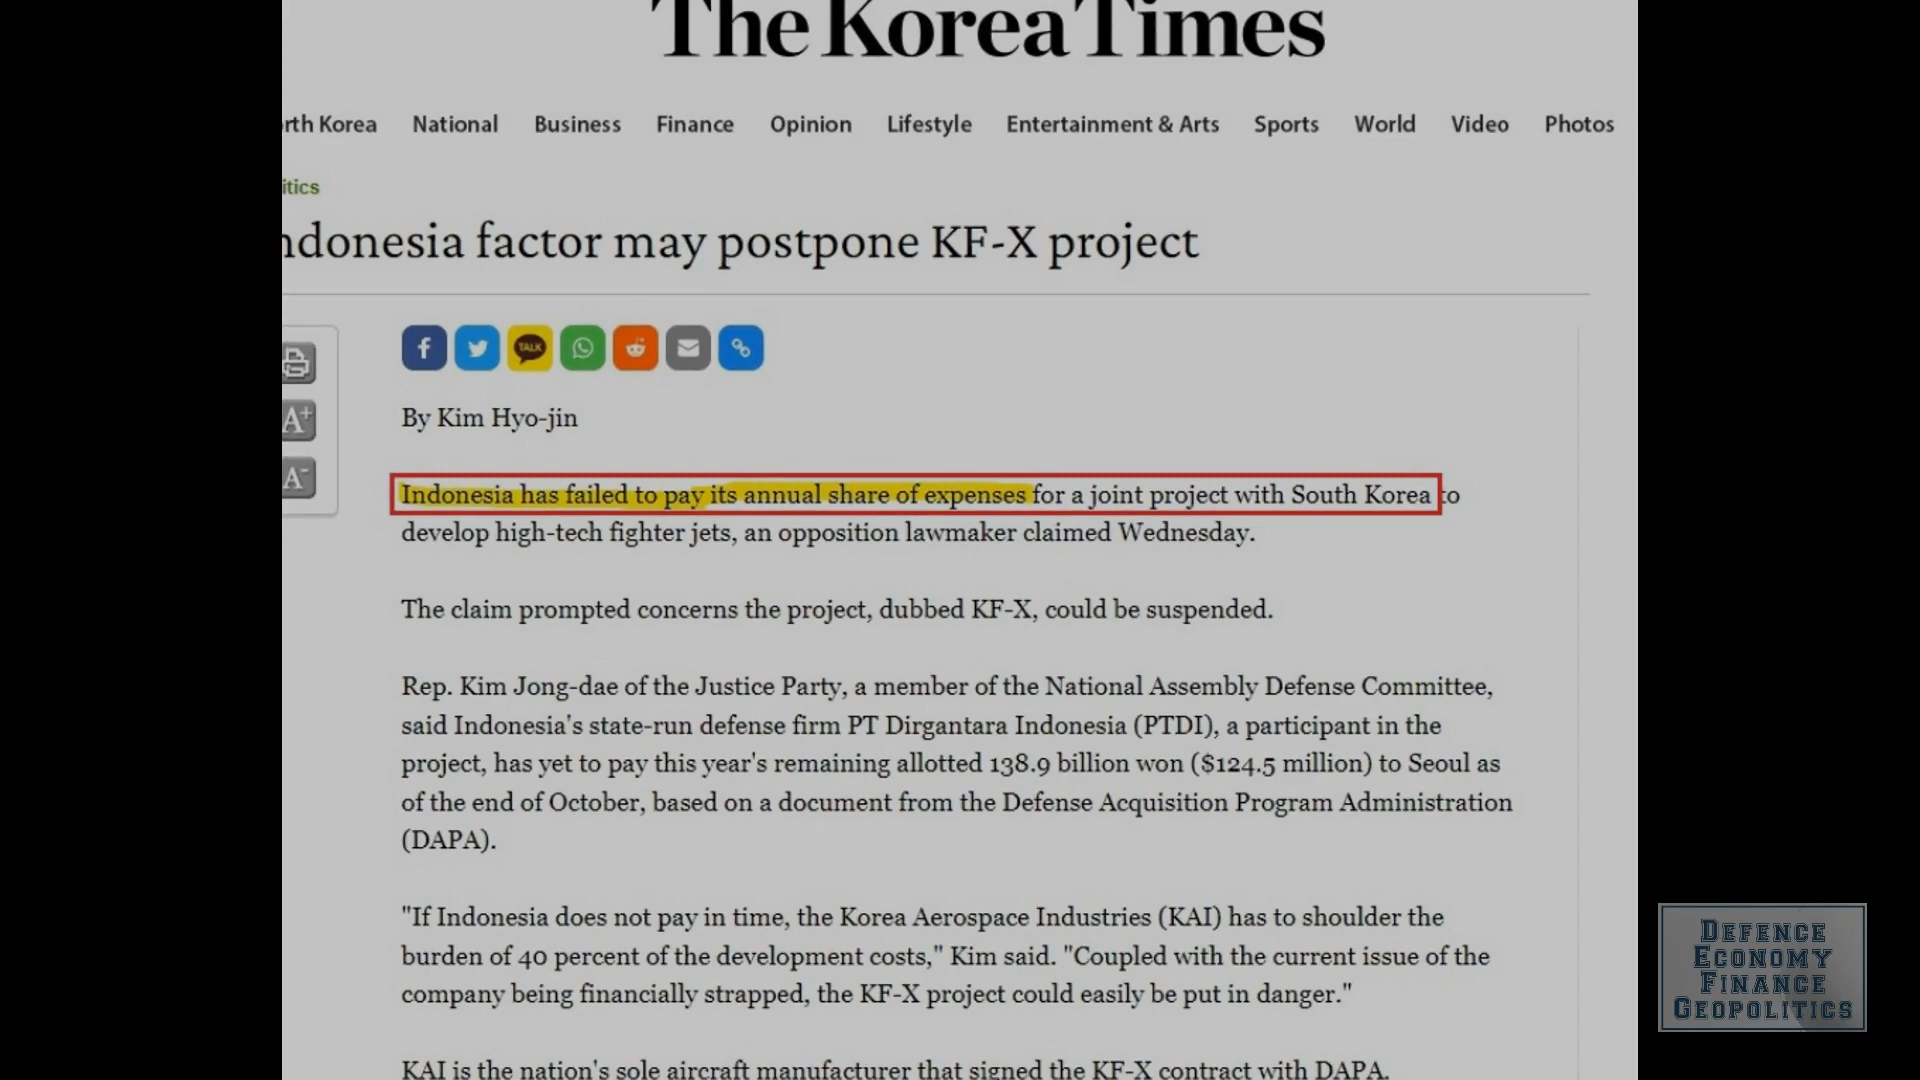 The Korea Times
rth Korea National Business Finance Opinion Lifestyle Entertainment & Arts Sports World Video Photos
itics
ndonesia factor may postpone KF-X project
TALK
A+
A-
By Kim Hyo-jin
Indonesia has failed to pay its annual share of expenses for a joint project with South Korea to
develop high-tech fighter jets, an opposition lawmaker claimed Wednesday.
The claim prompted concerns the project, dubbed KF-X, could be suspended.
Rep. Kim Jong-dae of the Justice Party, a member of the National Assembly Defense Committee,
said Indonesia's state-run defense firm PT Dirgantara Indonesia (PTDI), a participant in the
project, has yet to pay this year's remaining allotted 138.9 billion won ($124.5 million) to Seoul as
of the end of October, based on a document from the Defense Acquisition Program Administration
(DAPA).
"If Indonesia does not pay in time, the Korea Aerospace Industries (KAI) has to shoulder the
burden of 40 percent of the development costs," Kim said. "Coupled with the current issue of the
company being financially strapped, the KF-X project could easily be put in danger."
KAI is the nation's sole aircraft manufacturer that signed the KF-X contract with DAPA.
DEFENCE
ECONOMY
FINANCE
GEOPOLITICS